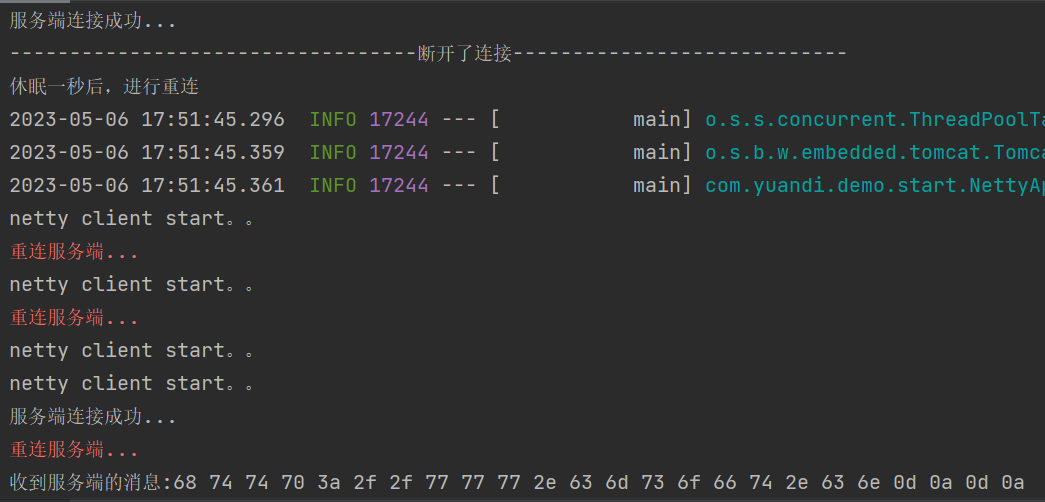 服务端连接成功...
----------------------------------断开了连接----------------------------
休眠一秒后，进行重连
2023-05-06 17:51:45.296  INFO 17244 --- [           main] o.s.s.concurrent.ThreadPoolTa
2023-05-06 17:51:45.359  INFO 17244 --- [           main] o.s.b.w.embedded.tomcat.Tomca
2023-05-06 17:51:45.361  INFO 17244 --- [           main] com.yuandi.demo.start.NettyAp
netty client start。。
重连服务端...
netty client start。。
重连服务端...
netty client start。。
netty client start。。
服务端连接成功...
重连服务端...
收到服务端的消息:68 74 74 70 3a 2f 2f 77 77 77 2e 63 6d 73 6f 66 74 2e 63 6e 0d 0a 0d 0a